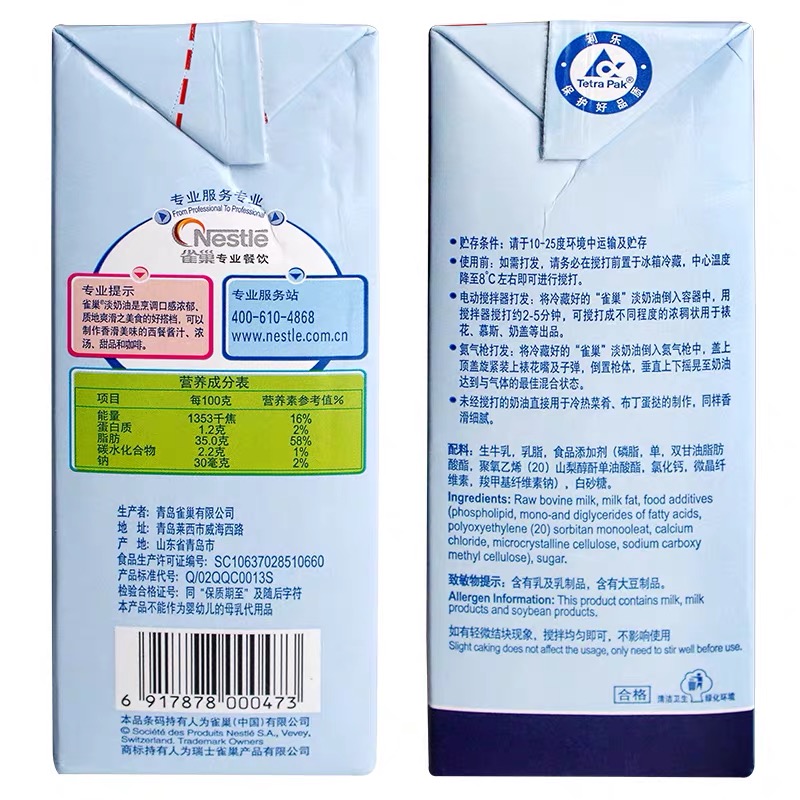 专业服务专业
From Professional To Professional
Nestlé
雀巢专业餐饮
专业提示
雀巢®淡奶油是烹调口感浓郁、
质地爽滑之美食的好搭档，可以
制作香滑美味的西餐酱汁、浓
汤、甜品和咖啡。
专业服务站
400-610-4868
www.nestle.com.cn
营养成分表
项目 每100克 营养素参考值%
能量 1353千焦 16%
蛋白质 1.2克 2%
脂肪 35.0克 58%
碳水化合物 2.2克 1%
钠 30毫克 2%
生产者: 青岛雀巢有限公司
地 址: 青岛莱西市威海西路
产 地: 山东省青岛市
食品生产许可证编号: SC10637028510660
产品标准代号: Q/02QQC0013S
检验合格证号: 同“保质期至”及随后字符
本产品不能作为婴幼儿的母乳代用品
6 917878 000473
本品条码持有人为雀巢(中国)有限公司
© Société des Produits Nestlé S.A., Vevey,
Switzerland. Trademark Owners
商标持有人为瑞士雀巢产品有限公司
利乐
Tetra Pak®
保护好品质
贮存条件: 请于10-25度环境中运输及贮存
使用前: 如需打发, 请务必在搅打前置于冰箱冷藏, 中心温度
降至8℃左右即可进行搅打。
电动搅拌器打发: 将冷藏好的“雀巢”淡奶油倒入容器中, 用
搅拌器搅打约2-5分钟, 可搅打成不同程度的浓稠状用于裱
花、慕斯、奶盖等出品。
氮气枪打发: 将冷藏好的“雀巢”淡奶油倒入氮气枪中, 盖上
顶盖旋紧装上裱花嘴及子弹, 倒置枪体, 垂直上下摇晃至奶油
达到与气体的最佳混合状态。
未经搅打的奶油直接用于冷热菜肴、布丁蛋挞的制作, 同样香
滑细腻。
配料: 生牛乳, 乳脂, 食品添加剂 (磷脂, 单, 双甘油脂肪
酸酯, 聚氧乙烯 (20) 山梨醇酐单油酸酯, 氯化钙, 微晶纤
维素, 羧甲基纤维素钠), 白砂糖。
Ingredients: Raw bovine milk, milk fat, food additives
(phospholipid, mono-and diglycerides of fatty acids,
polyoxyethylene (20) sorbitan monooleat, calcium
chloride, microcrystalline cellulose, sodium carboxy
methyl cellulose), sugar.
致敏物提示: 含有乳及乳制品, 含有大豆制品。
Allergen Information: This product contains milk, milk
products and soybean products.
如有轻微结块现象, 搅拌均匀即可, 不影响使用
Slight caking does not affect the usage, only need to stir well before use.
合格 清洁卫生 绿化环境